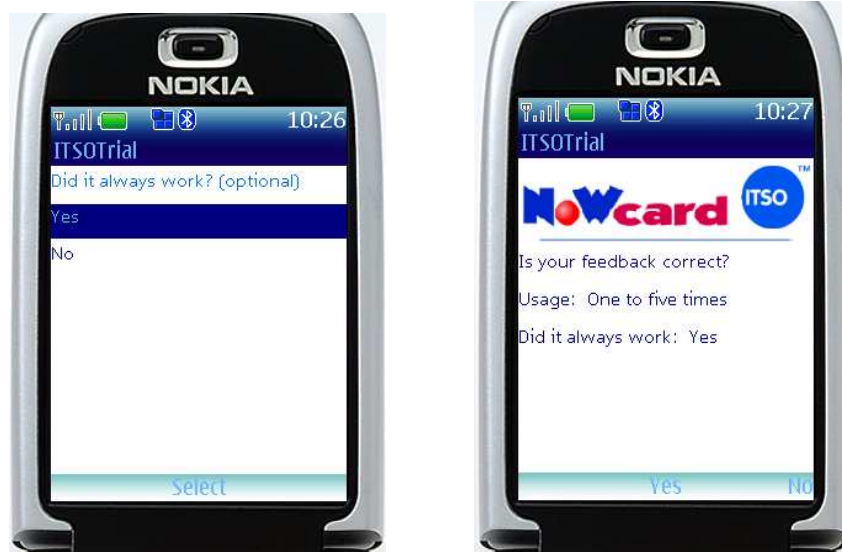 NOKIA
10:26
ITSOTrial
Did it always work? (optional)
Yes
No
Select
NOKIA
10:27
ITSOTrial
NoWcard ITSO TM
Is your feedback correct?
Usage: One to five times
Did it always work: Yes
Yes No